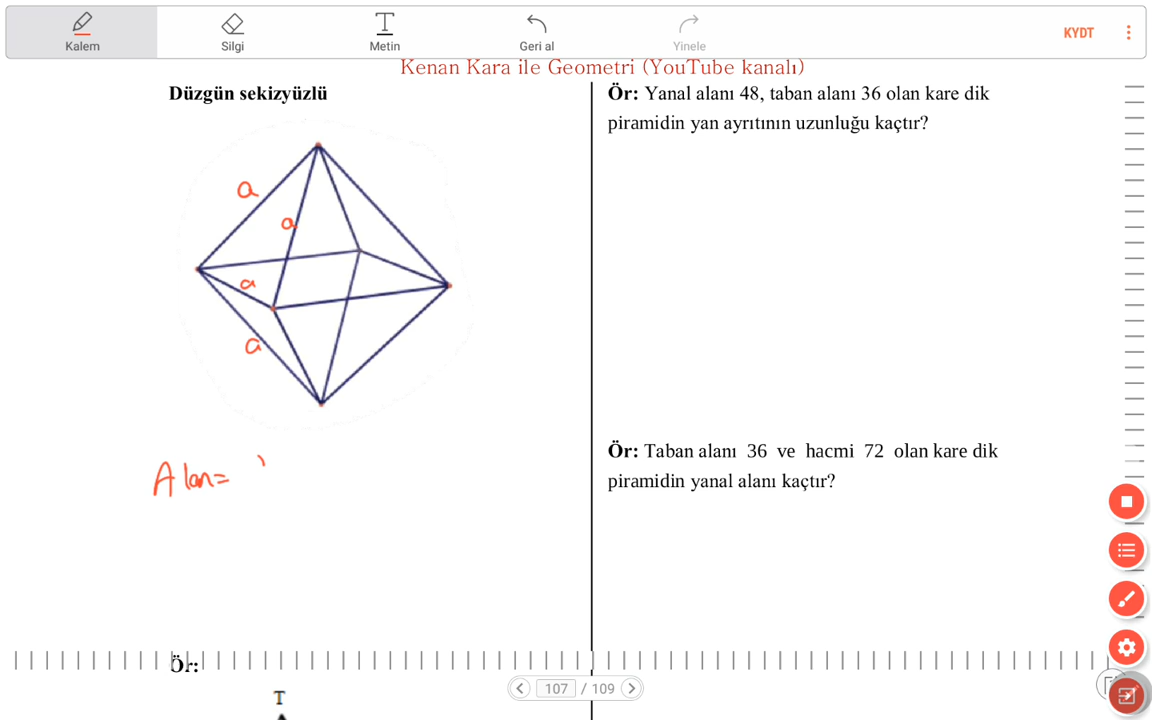 Kalem
Silgi
Metin
Geri al
Yinele
KYDT
Kenan Kara ile Geometri (YouTube kanalı)
Düzgün sekizyüzlü
a
a
a
a
Alan=
Ör:
T
Ör: Yanal alanı 48, taban alanı 36 olan kare dik
piramidin yan ayrıtının uzunluğu kaçtır?
Ör: Taban alanı 36 ve hacmi 72 olan kare dik
piramidin yanal alanı kaçtır?
107 / 109